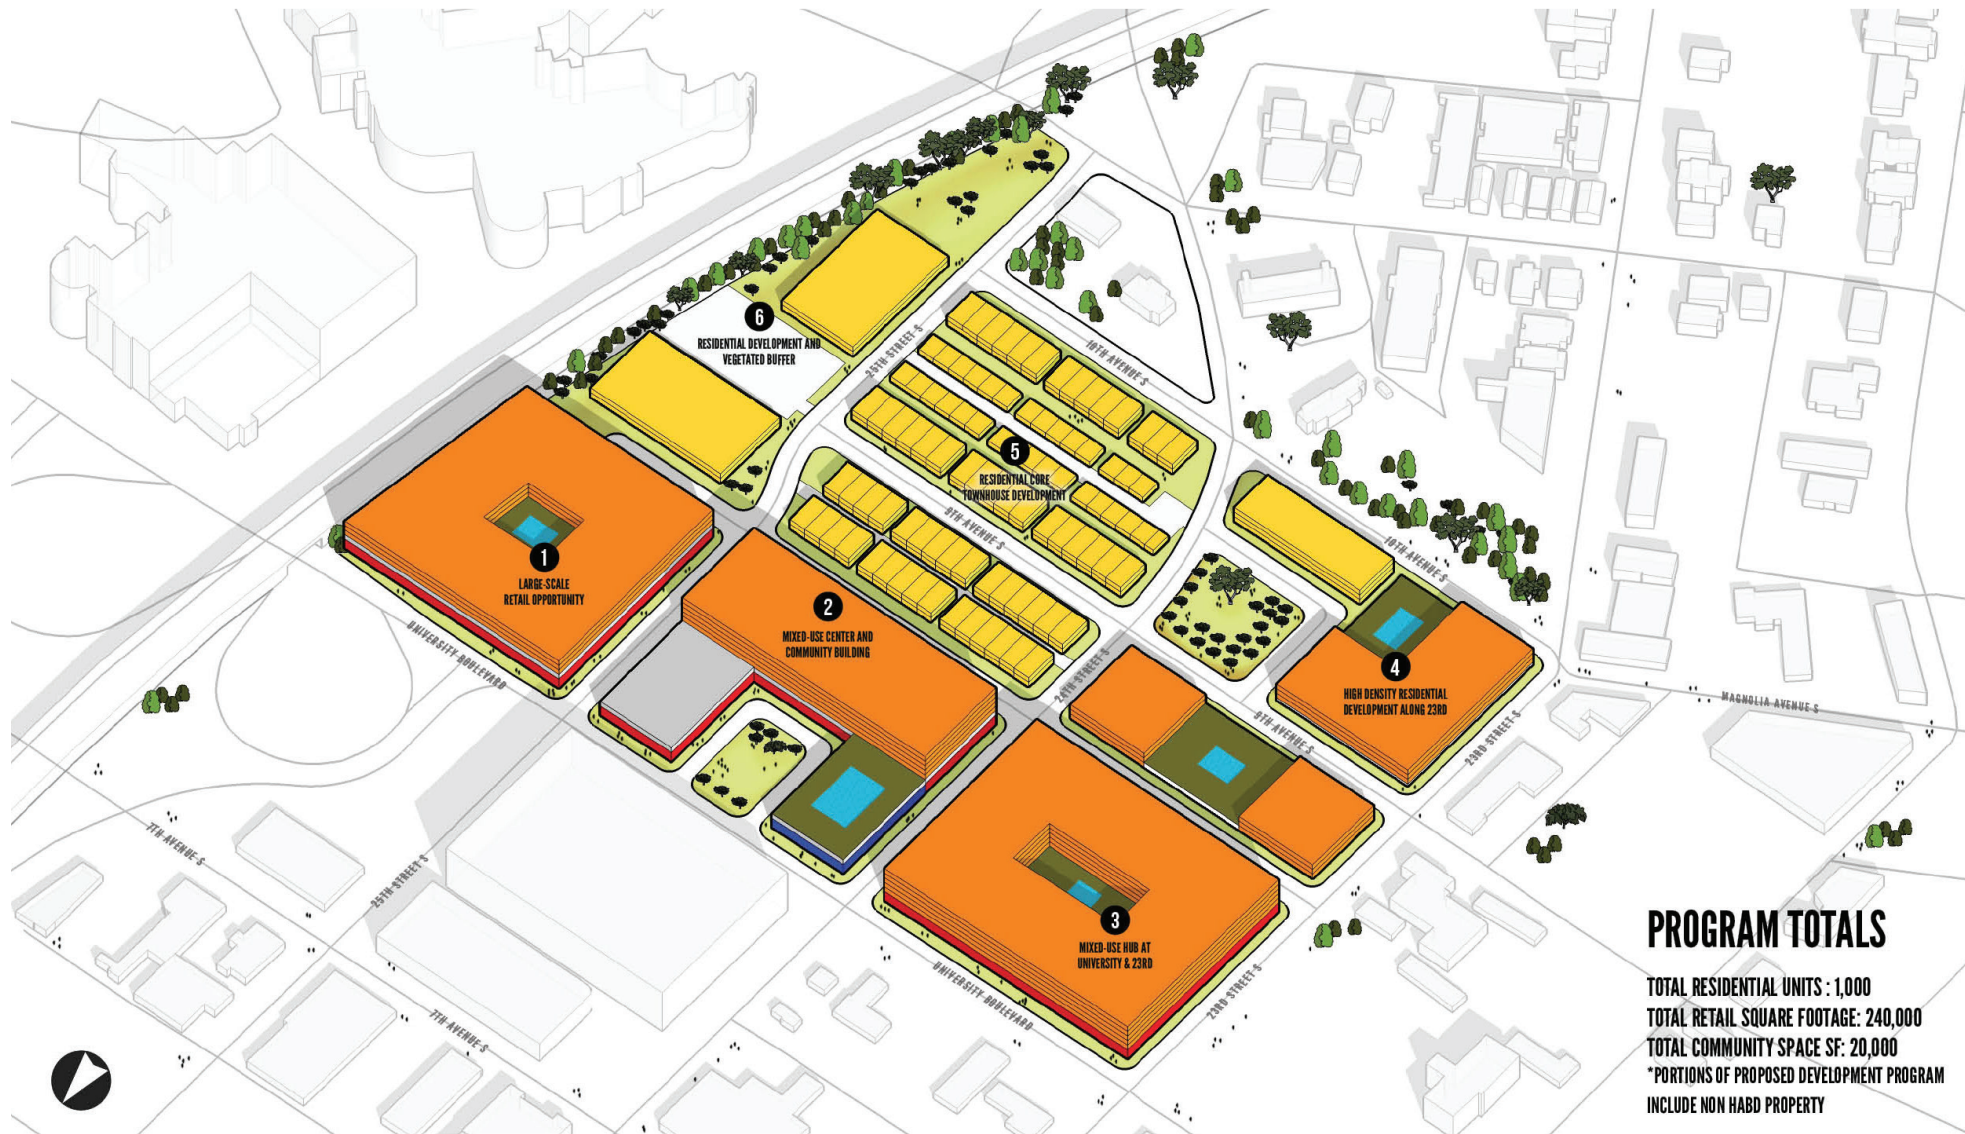 6
RESIDENTIAL DEVELOPMENT AND
VEGETATED BUFFER
25TH STREET S
10TH AVENUE S
5
RESIDENTIAL CORE
TOWNHOUSE DEVELOPMENT
9TH AVENUE S
1
LARGE-SCALE
RETAIL OPPORTUNITY
UNIVERSITY BOULEVARD
2
MIXED-USE CENTER AND
COMMUNITY BUILDING
10TH AVENUE S
4
HIGH DENSITY RESIDENTIAL
DEVELOPMENT ALONG 23RD
24TH STREET S
9TH AVENUE S
23RD STREET S
MAGNOLIA AVENUE S
7TH AVENUE S
25TH STREET S
3
MIXED-USE HUB AT
UNIVERSITY & 23RD
UNIVERSITY BOULEVARD
23RD STREET S
7TH AVENUE S
PROGRAM TOTALS
TOTAL RESIDENTIAL UNITS : 1,000
TOTAL RETAIL SQUARE FOOTAGE: 240,000
TOTAL COMMUNITY SPACE SF: 20,000
*PORTIONS OF PROPOSED DEVELOPMENT PROGRAM
INCLUDE NON HABD PROPERTY